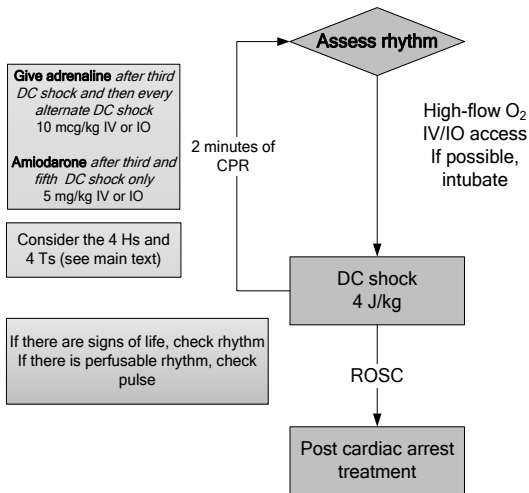 Assess rhythm
Give adrenaline after third
DC shock and then every
alternate DC shock
10 mcg/kg IV or IO
Amiodarone after third and
fifth DC shock only
5 mg/kg IV or IO
2 minutes of
CPR
High-flow O₂
IV/IO access
If possible,
intubate
Consider the 4 Hs and
4 Ts (see main text)
DC shock
4 J/kg
If there are signs of life, check rhythm
If there is perfusable rhythm, check
pulse
ROSC
Post cardiac arrest
treatment